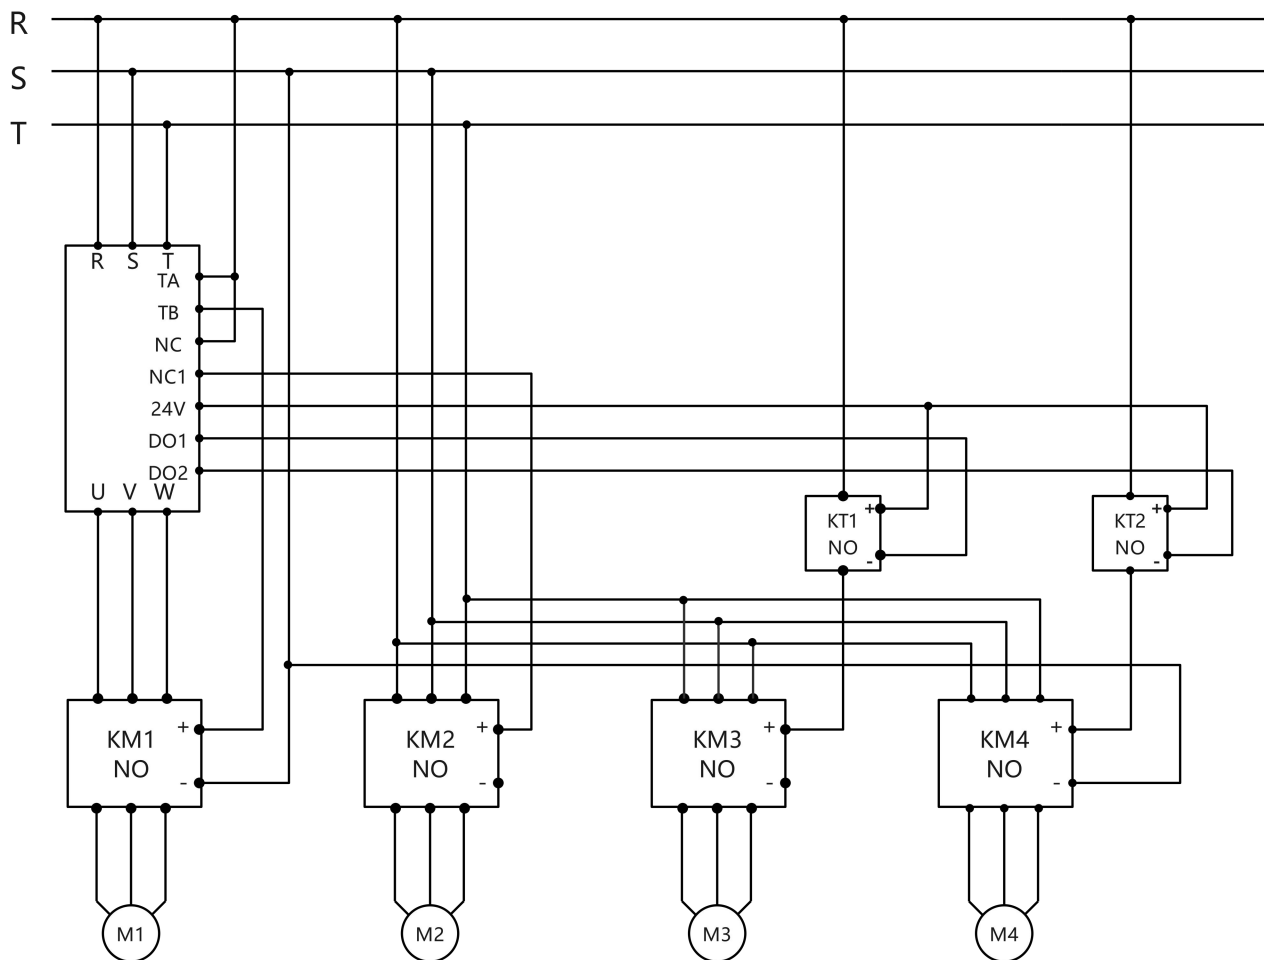 R
S
T
R S T
TA
TB
NC
NC1
24V
DO1
DO2
U V W
KT1
NO
+
-
KT2
NO
+
-
KM1
NO
+
-
KM2
NO
+
-
KM3
NO
+
-
KM4
NO
+
-
M1
M2
M3
M4